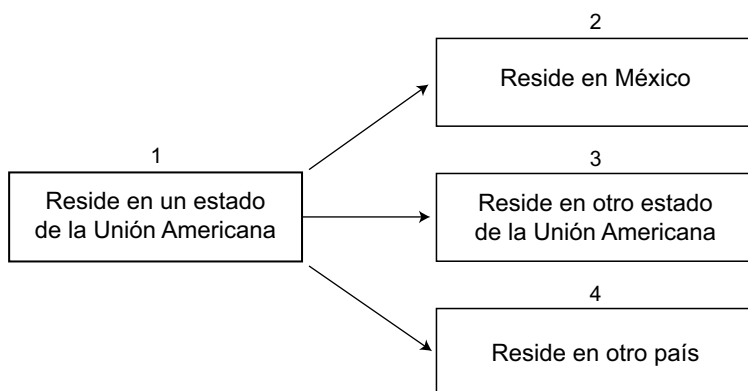 1
Reside en un estado
de la Unión Americana
2
Reside en México
3
Reside en otro estado
de la Unión Americana
4
Reside en otro país